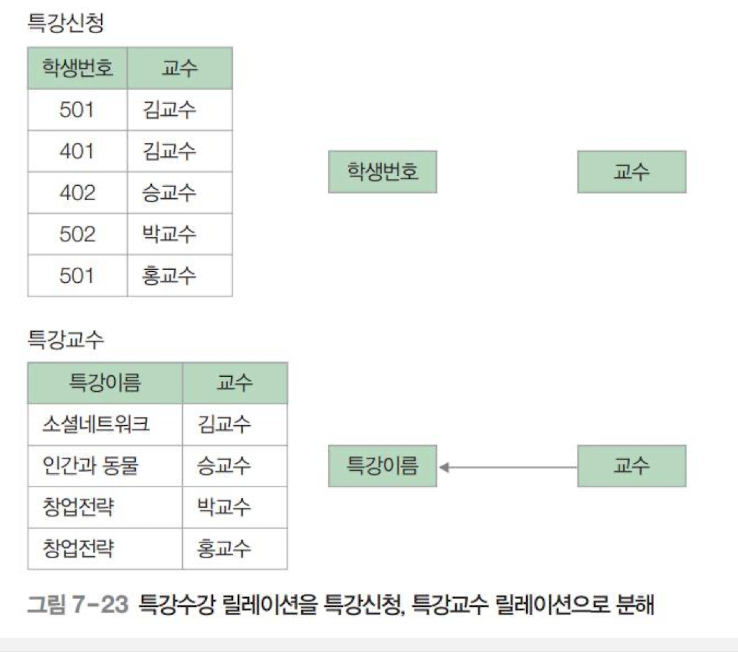 특강신청
학생번호 교수
501 김교수
401 김교수
402 승교수
502 박교수
501 홍교수
학생번호 교수
특강교수
특강이름 교수
소셜네트워크 김교수
인간과 동물 승교수
창업전략 박교수
창업전략 홍교수
특강이름 교수
그림 7-23 특강수강 릴레이션을 특강신청, 특강교수 릴레이션으로 분해